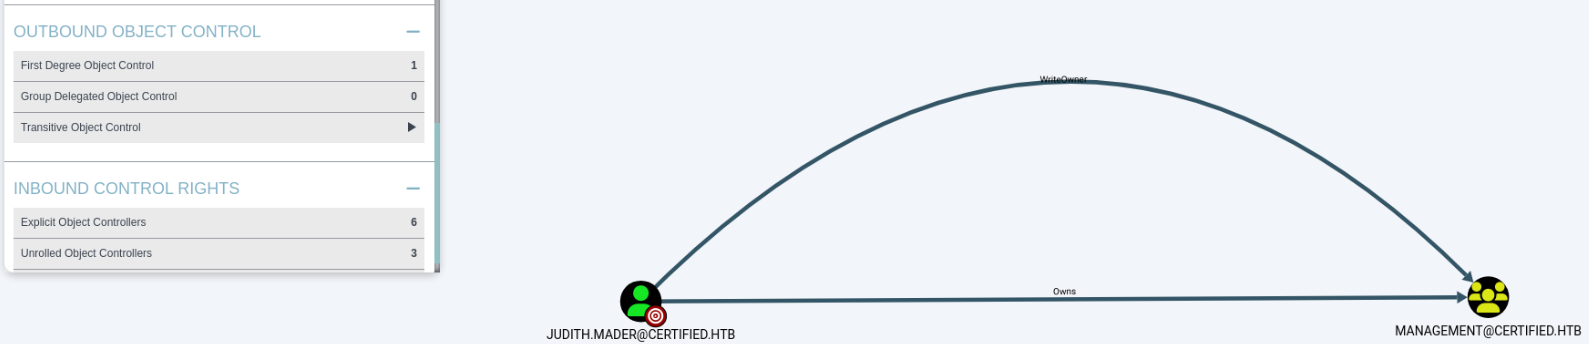 OUTBOUND OBJECT CONTROL
First Degree Object Control 1
Group Delegated Object Control 0
Transitive Object Control
INBOUND CONTROL RIGHTS
Explicit Object Controllers 6
Unrolled Object Controllers 3
WriteOwner
Owns
JUDITH.MADER@CERTIFIED.HTB
MANAGEMENT@CERTIFIED.HTB